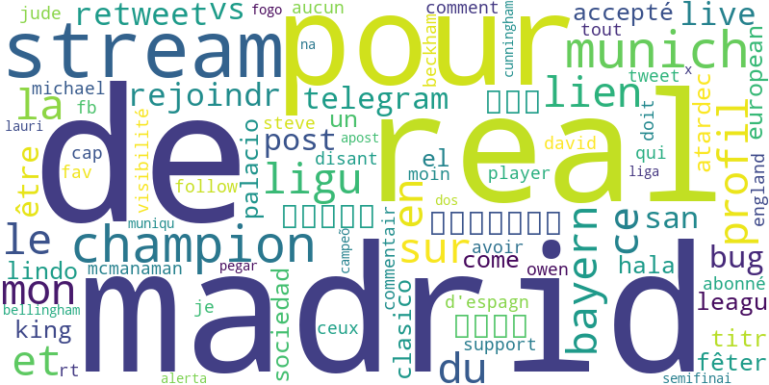 jude
retweet
vs
fogo
aucun
comment
accepté
live
stream
na
pour
beckham
cunningham
tout
munich
european
michael
fb
la
rejoindr
telegram
lien
tweet
x
lauri
de
real
cap
fav
visibilité
steve
un
post
apost
david
doit
atardec
profil
être
follow
palacio
disant
el
moin
player
qui
liga
england
ligu
en
dos
le
champion
muniqu
campeõ
commentair
sur
avoir
bayern
ce
san
lindo
mcmanaman
pegar
come
owen
hala
bug
abonné
mon
bellingham
madrid
je
sociedad
ceux
clasico
d'espagn
leagu
king
et
rt
alerta
du
support
titr
fêter
semifinai